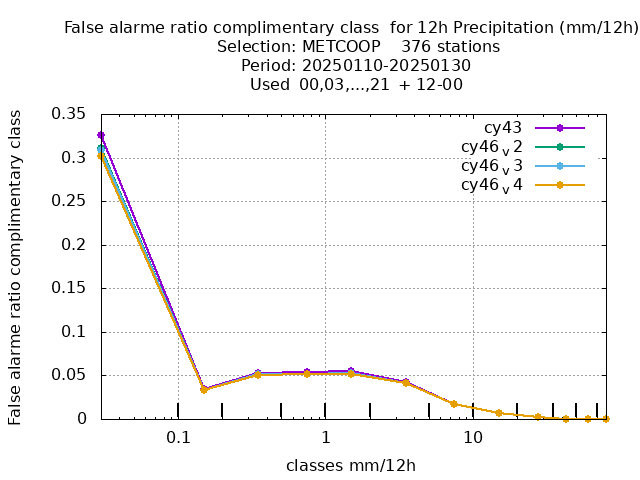 False alarme ratio complimentary class  for 12h Precipitation (mm/12h)
Selection: METCOOP    376 stations
Period: 20250110-20250130
Used  00,03,...,21  + 12-00
False alarme ratio complimentary class
0.35
0.3
0.25
0.2
0.15
0.1
0.05
0
cy43
cy46 v 2
cy46 v 3
cy46 v 4
0.1
1
10
classes mm/12h